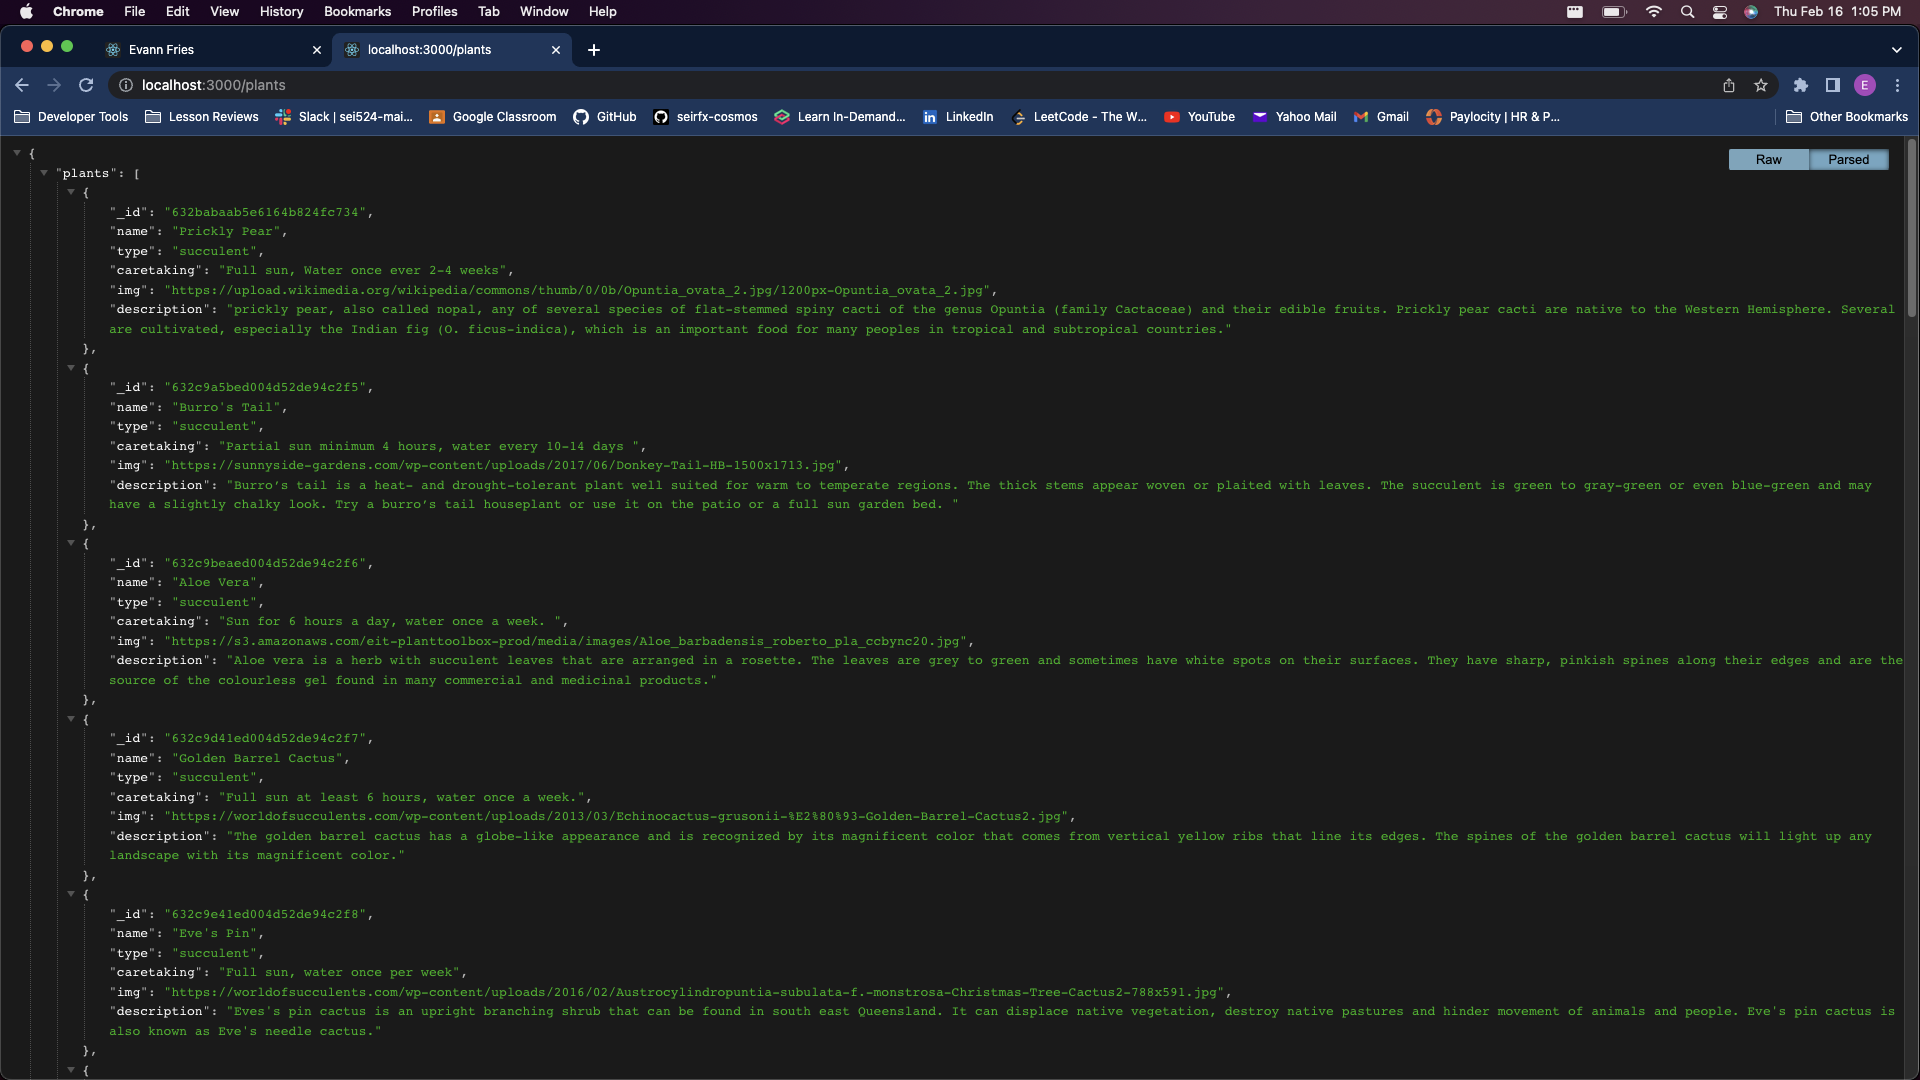 Chrome File Edit View History Bookmarks Profiles Tab Window Help Thu Feb 16 1:05 PM
Evann Fries localhost:3000/plants
localhost:3000/plants E
Developer Tools Lesson Reviews Slack | sei524-mai... Google Classroom GitHub seirfx-cosmos Learn In-Demand... LinkedIn LeetCode - The W... YouTube Yahoo Mail Gmail Paylocity | HR & P... Other Bookmarks
Raw Parsed
{
"plants": [
{
"_id": "632babaab5e6164b824fc734",
"name": "Prickly Pear",
"type": "succulent",
"caretaking": "Full sun, Water once ever 2-4 weeks",
"img": "https://upload.wikimedia.org/wikipedia/commons/thumb/0/0b/Opuntia_ovata_2.jpg/1200px-Opuntia_ovata_2.jpg",
"description": "prickly pear, also called nopal, any of several species of flat-stemmed spiny cacti of the genus Opuntia (family Cactaceae) and their edible fruits. Prickly pear cacti are native to the Western Hemisphere. Several
are cultivated, especially the Indian fig (O. ficus-indica), which is an important food for many peoples in tropical and subtropical countries."
},
{
"_id": "632c9a5bed004d52de94c2f5",
"name": "Burro's Tail",
"type": "succulent",
"caretaking": "Partial sun minimum 4 hours, water every 10-14 days ",
"img": "https://sunnyside-gardens.com/wp-content/uploads/2017/06/Donkey-Tail-HB-1500x1713.jpg",
"description": "Burro’s tail is a heat- and drought-tolerant plant well suited for warm to temperate regions. The thick stems appear woven or plaited with leaves. The succulent is green to gray-green or even blue-green and may
have a slightly chalky look. Try a burro’s tail houseplant or use it on the patio or a full sun garden bed. "
},
{
"_id": "632c9beaed004d52de94c2f6",
"name": "Aloe Vera",
"type": "succulent",
"caretaking": "Sun for 6 hours a day, water once a week. ",
"img": "https://s3.amazonaws.com/eit-planttoolbox-prod/media/images/Aloe_barbadensis_roberto_pla_ccbync20.jpg",
"description": "Aloe vera is a herb with succulent leaves that are arranged in a rosette. The leaves are grey to green and sometimes have white spots on their surfaces. They have sharp, pinkish spines along their edges and are the
source of the colourless gel found in many commercial and medicinal products."
},
{
"_id": "632c9d41ed004d52de94c2f7",
"name": "Golden Barrel Cactus",
"type": "succulent",
"caretaking": "Full sun at least 6 hours, water once a week.",
"img": "https://worldofsucculents.com/wp-content/uploads/2013/03/Echinocactus-grusonii-%E2%80%93-Golden-Barrel-Cactus2.jpg",
"description": "The golden barrel cactus has a globe-like appearance and is recognized by its magnificent color that comes from vertical yellow ribs that line its edges. The spines of the golden barrel cactus will light up any
landscape with its magnificent color."
},
{
"_id": "632c9e41ed004d52de94c2f8",
"name": "Eve's Pin",
"type": "succulent",
"caretaking": "Full sun, water once per week",
"img": "https://worldofsucculents.com/wp-content/uploads/2016/02/Austrocylindropuntia-subulata-f.-monstrosa-Christmas-Tree-Cactus2-788x591.jpg",
"description": "Eves's pin cactus is an upright branching shrub that can be found in south east Queensland. It can displace native vegetation, destroy native pastures and hinder movement of animals and people. Eve's pin cactus is
also known as Eve's needle cactus."
},
{